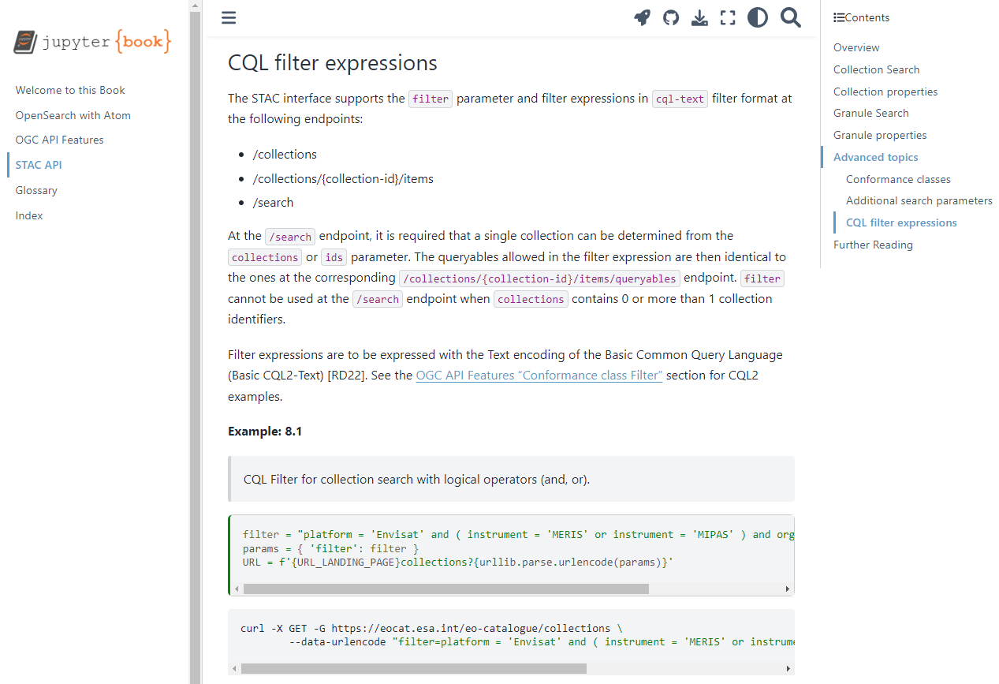 jupyter {book}
Welcome to this Book
OpenSearch with Atom
OGC API Features
STAC API
Glossary
Index
CQL filter expressions
The STAC interface supports the filter parameter and filter expressions in cql-text filter format at
the following endpoints:
/collections
/collections/{collection-id}/items
/search
At the /search endpoint, it is required that a single collection can be determined from the
collections or ids parameter. The queryables allowed in the filter expression are then identical to
the ones at the corresponding /collections/{collection-id}/items/queryables endpoint. filter
cannot be used at the /search endpoint when collections contains 0 or more than 1 collection
identifiers.
Filter expressions are to be expressed with the Text encoding of the Basic Common Query Language
(Basic CQL2-Text) [RD22]. See the OGC API Features “Conformance class Filter” section for CQL2
examples.
Example: 8.1
CQL Filter for collection search with logical operators (and, or).
filter = "platform = 'Envisat' and ( instrument = 'MERIS' or instrument = 'MIPAS' ) and org
params = { 'filter': filter }
URL = f'{URL_LANDING_PAGE}collections?{urllib.parse.urlencode(params)}'
curl -X GET -G https://eocat.esa.int/eo-catalogue/collections \
--data-urlencode "filter=platform = 'Envisat' and ( instrument = 'MERIS' or instrume
Contents
Overview
Collection Search
Collection properties
Granule Search
Granule properties
Advanced topics
Conformance classes
Additional search parameters
CQL filter expressions
Further Reading